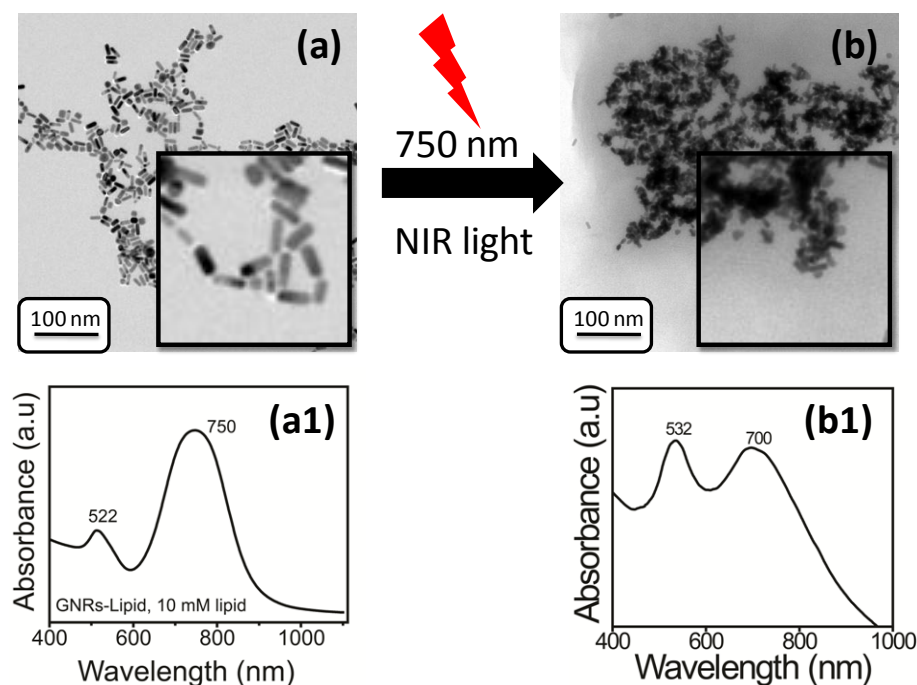 (a)
750 nm
NIR light
(b)
100 nm
100 nm
(a1)
Absorbance (a.u)
522
750
GNRs-Lipid, 10 mM lipid
400 600 800 1000
Wavelength (nm)
(b1)
Absorbance (a.u
532
700
400 600 800 1000
Wavelength (nm)